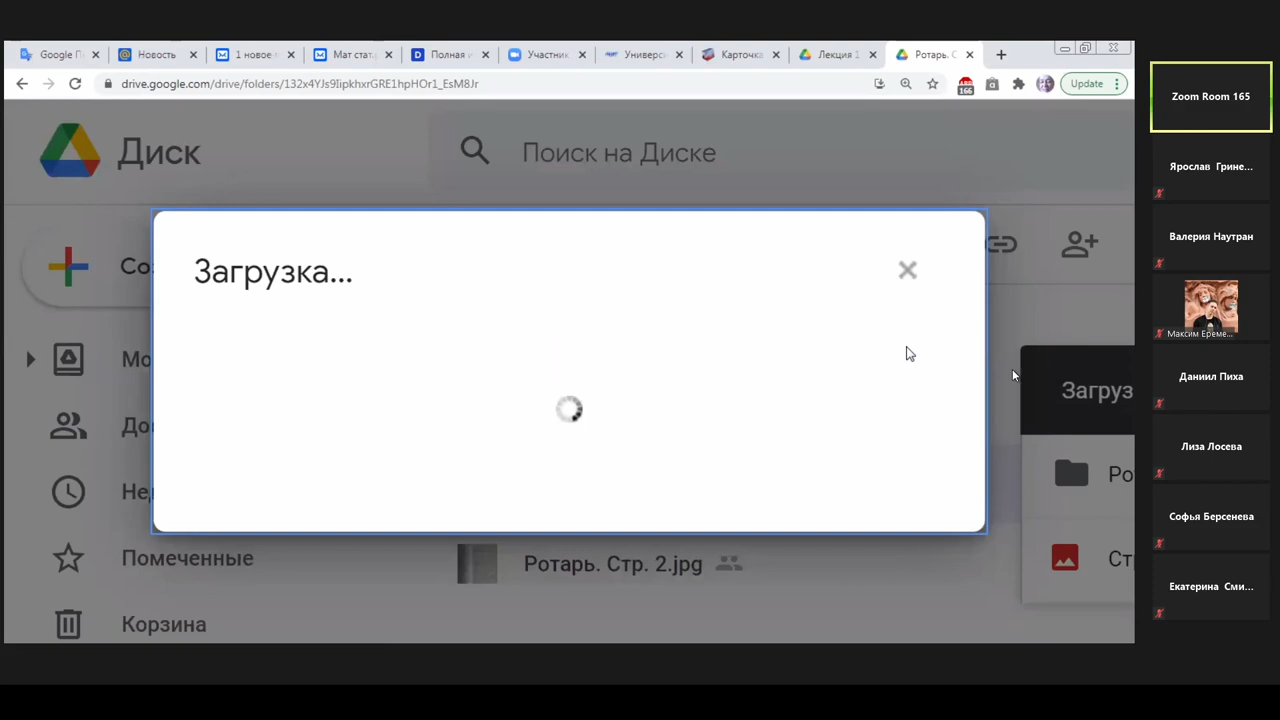 Google П
Новость
1 новое
Мат стат.
Полная и
Участник
Универс
Карточка
Лекция 1
Ротарь. С
drive.google.com/drive/folders/132x4YJs9IipkhxrGRE1hpHOr1_EsM8Jr
166
Update
Диск
Поиск на Диске
Со
Загрузка...
Мо
До
Не
Помеченные
Корзина
Ротарь. Стр. 2.jpg
Загруз
Ро
Ст
Zoom Room 165
Ярослав Грине...
Валерия Наутран
Максим Ереме...
Даниил Пиха
Лиза Лосева
Софья Берсенева
Екатерина Сми...